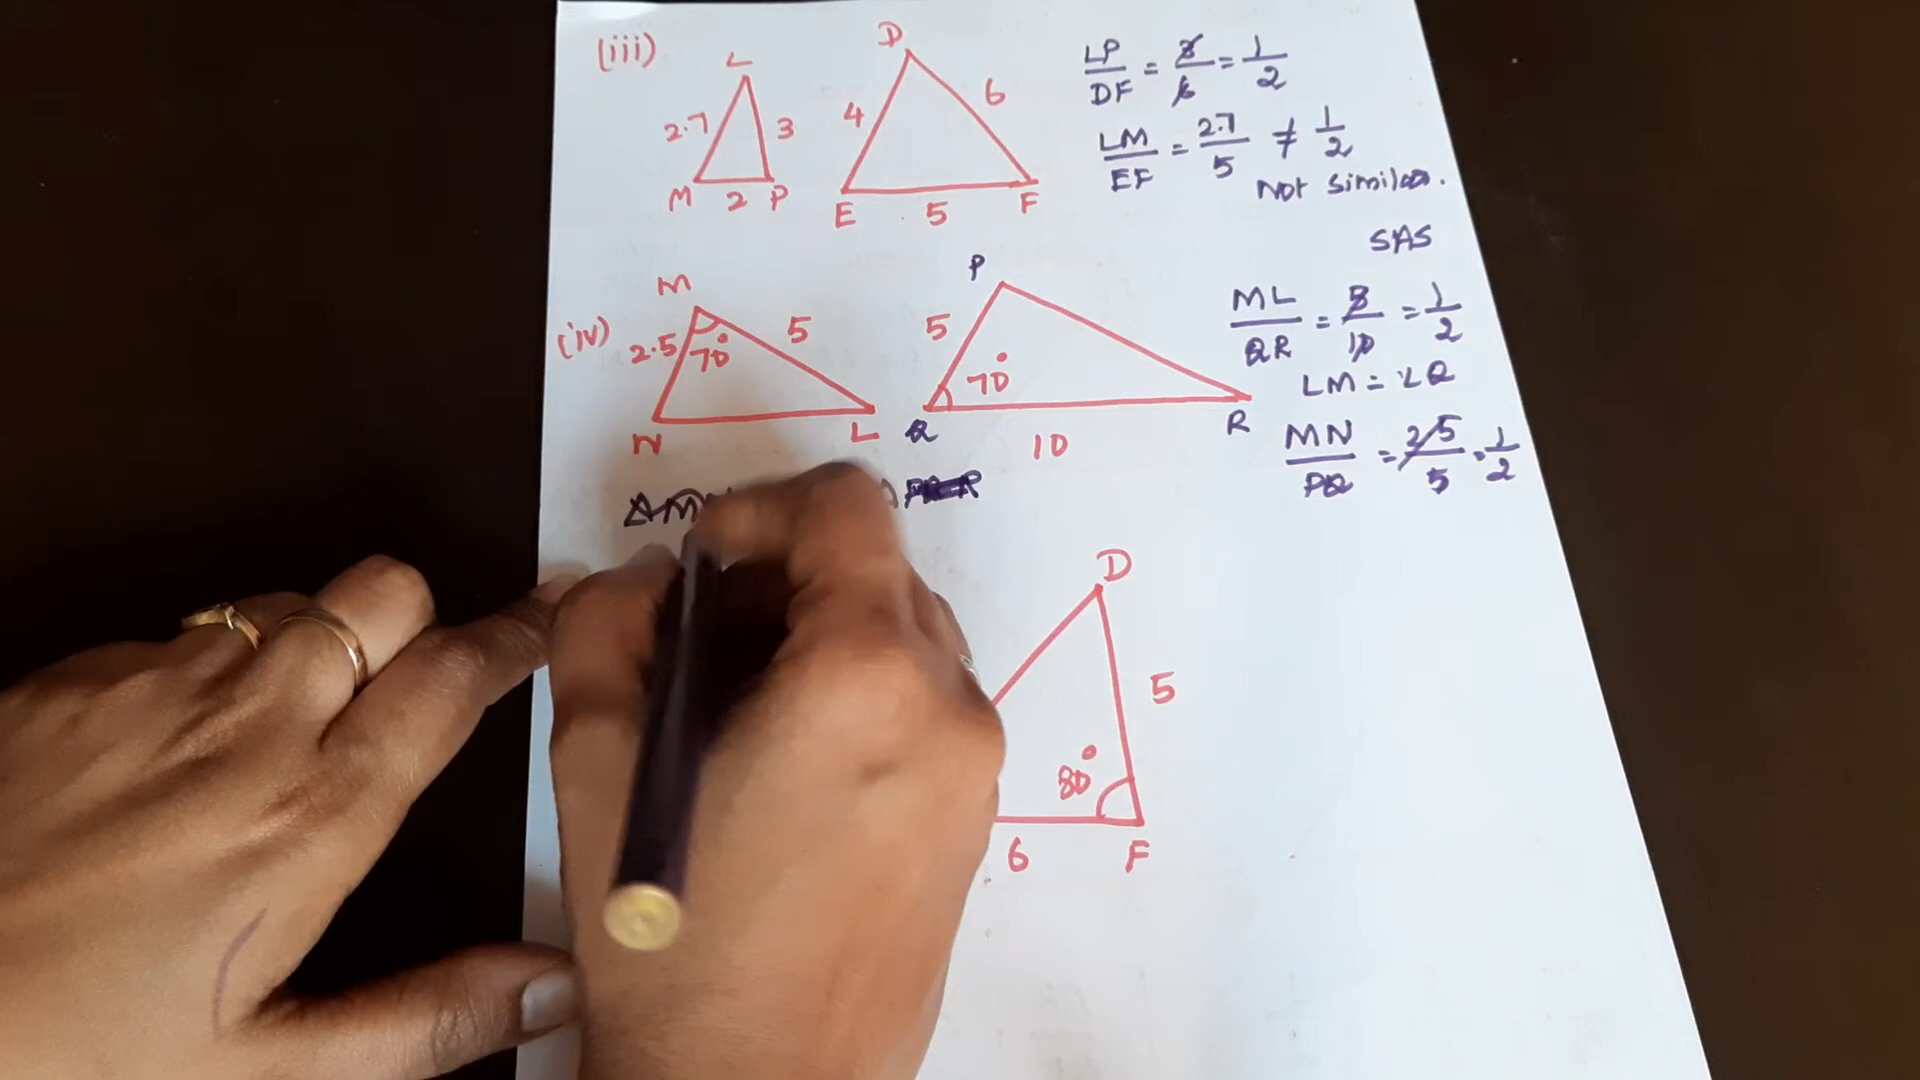 (iii)
L
2.7
3
M 2 P
D
4
6
E 5 F
LP/DF = 3/6 = 1/2
LM/EF = 2.7/5 ≠ 1/2
Not Similar.
SAS
(iv)
M
2.5
70°
5
N
L
P
5
70°
Q
10
R
ML/QR = 5/10 = 1/2
∠M = ∠Q
MN/PQ = 2.5/5 = 1/2
D
5
80°
6
F